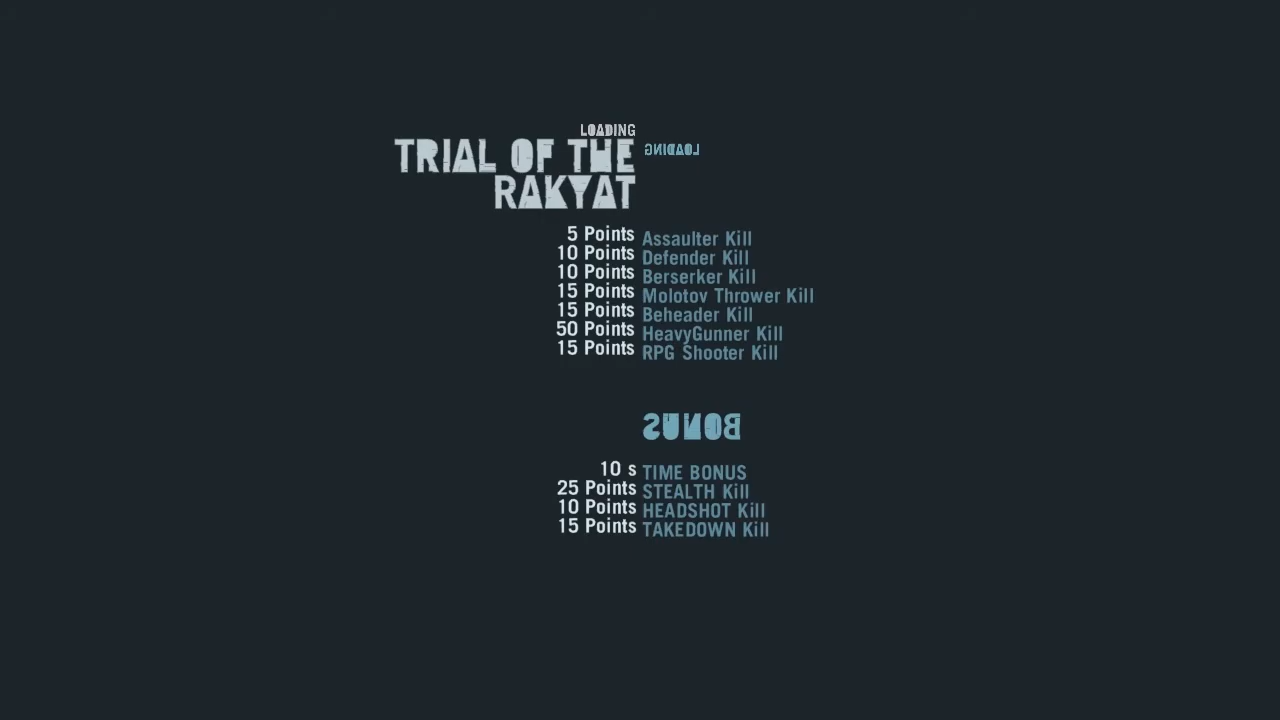 LOADING
TRIAL OF THE
LOADING
RAKYAT
5 Points Assaulter Kill
10 Points Defender Kill
10 Points Berserker Kill
15 Points Molotov Thrower Kill
15 Points Beheader Kill
50 Points HeavyGunner Kill
15 Points RPG Shooter Kill
BONUS
10 s TIME BONUS
25 Points STEALTH Kill
10 Points HEADSHOT Kill
15 Points TAKEDOWN Kill